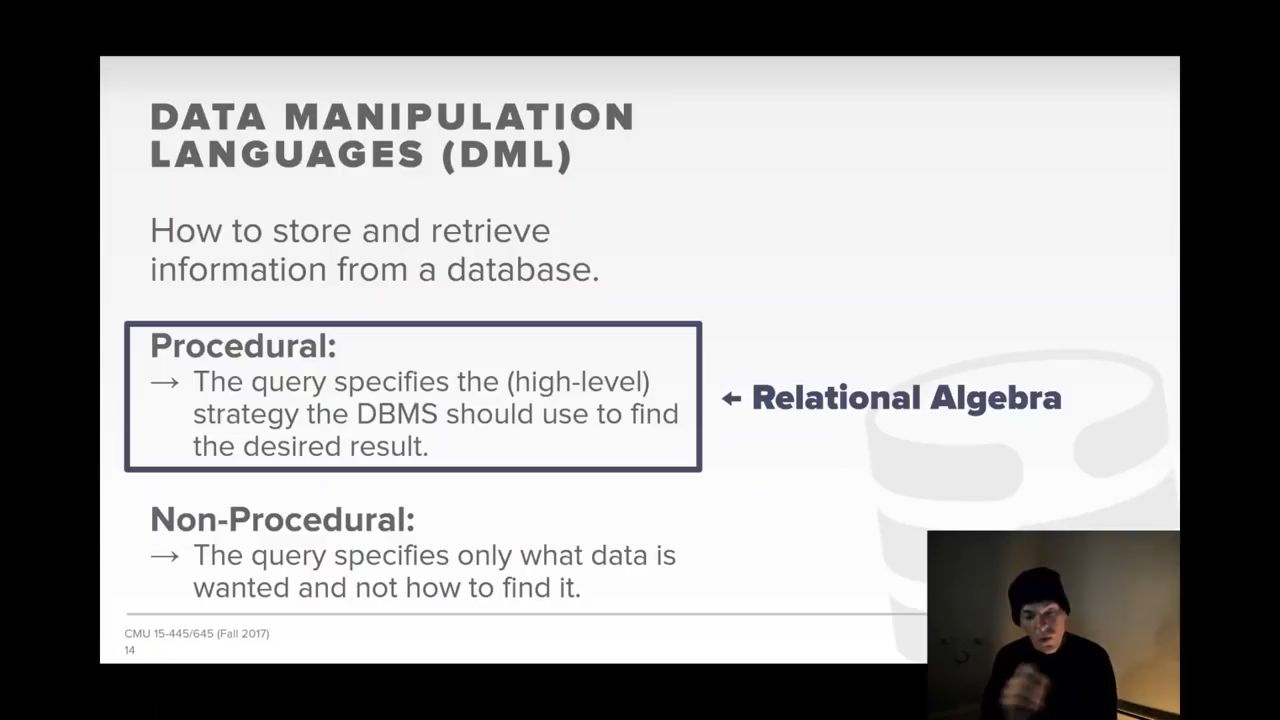 DATA MANIPULATION
LANGUAGES (DML)
How to store and retrieve
information from a database.
Procedural:
→ The query specifies the (high-level)
strategy the DBMS should use to find
the desired result.
← Relational Algebra
Non-Procedural:
→ The query specifies only what data is
wanted and not how to find it.
CMU 15-445/645 (Fall 2017)
14